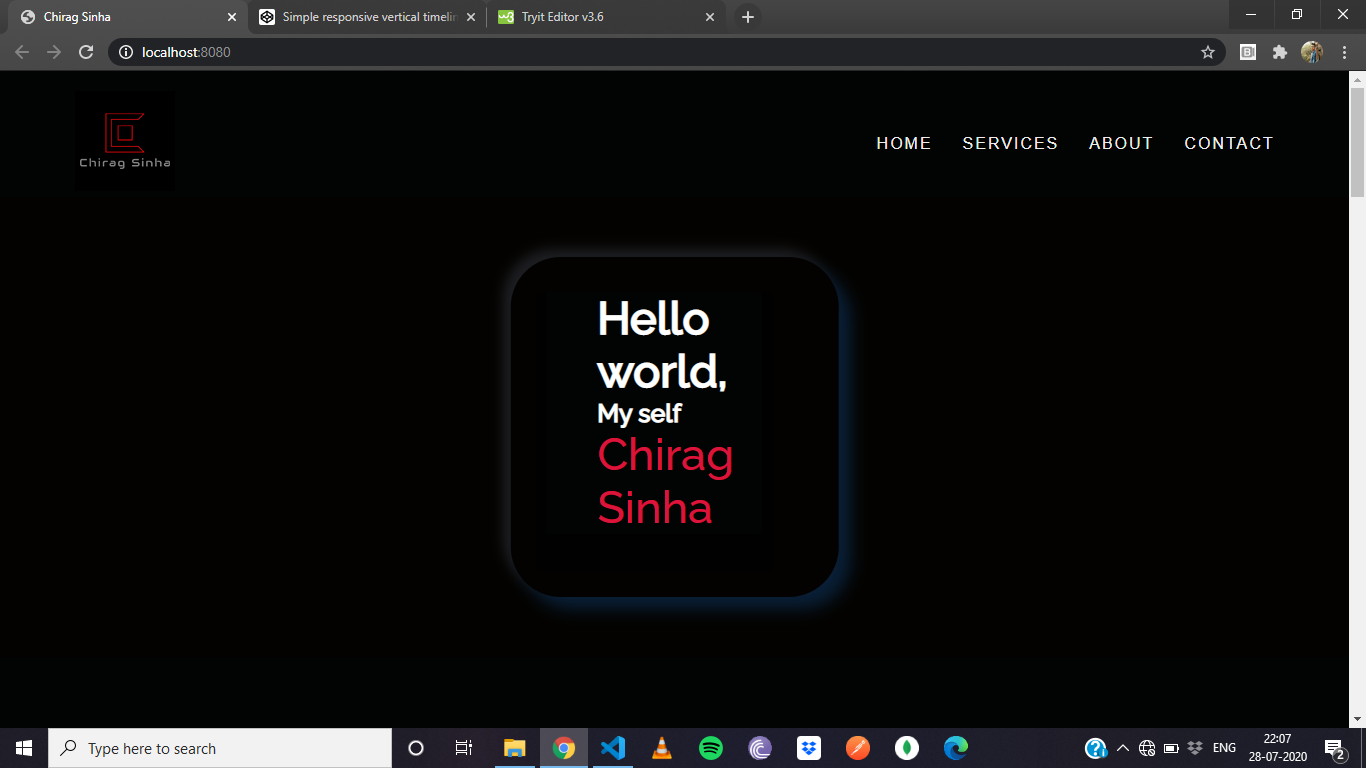 Chirag Sinha
Simple responsive vertical timelin
Tryit Editor v3.6
localhost:8080
Chirag Sinha
HOME
SERVICES
ABOUT
CONTACT
Hello
world,
My self
Chirag
Sinha
Type here to search
ENG
22:07
28-07-2020
2